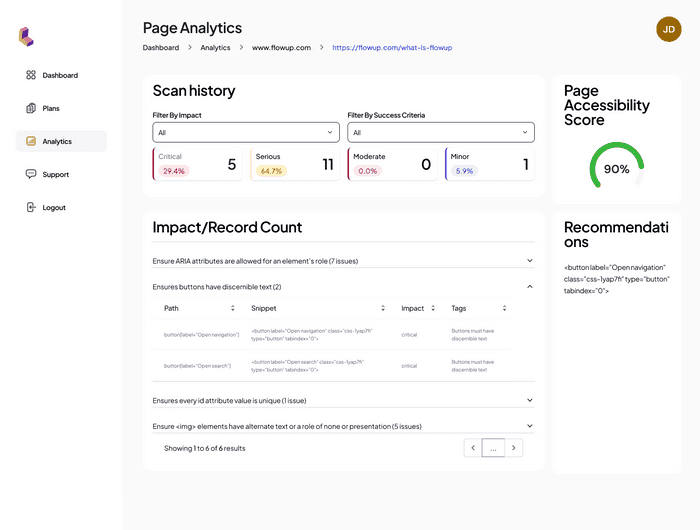 Page Analytics
JD
Dashboard > Analytics > www.flowup.com > https://flowup.com/what-is-flowup
Dashboard
Plans
Analytics
Support
Logout
Scan history
Filter By Impact
All
Filter By Success Criteria
All
Critical
29.4%
5
Serious
64.7%
11
Moderate
0.0%
0
Minor
5.9%
1
Page
Accessibility
Score
90%
Impact/Record Count
Ensure ARIA attributes are allowed for an element's role (7 issues)
Ensures buttons have discernible text (2)
Path Snippet Impact Tags
button[label="Open navigation"]
<button label="Open navigation" class="css-1yap7fi"
type="button" tabindex="0">
critical
Buttons must have
discernible text
button[label="Open search"]
<button label="Open search" class="css-1yap7fi"
type="button" tabindex="0">
critical
Buttons must have
discernible text
Ensures every id attribute value is unique (1 issue)
Ensure <img> elements have alternate text or a role of none or presentation (5 issues)
Showing 1 to 6 of 6 results
...
Recommendati
ons
<button label="Open navigation"
class="css-1yap7fi" type="button"
tabindex="0">